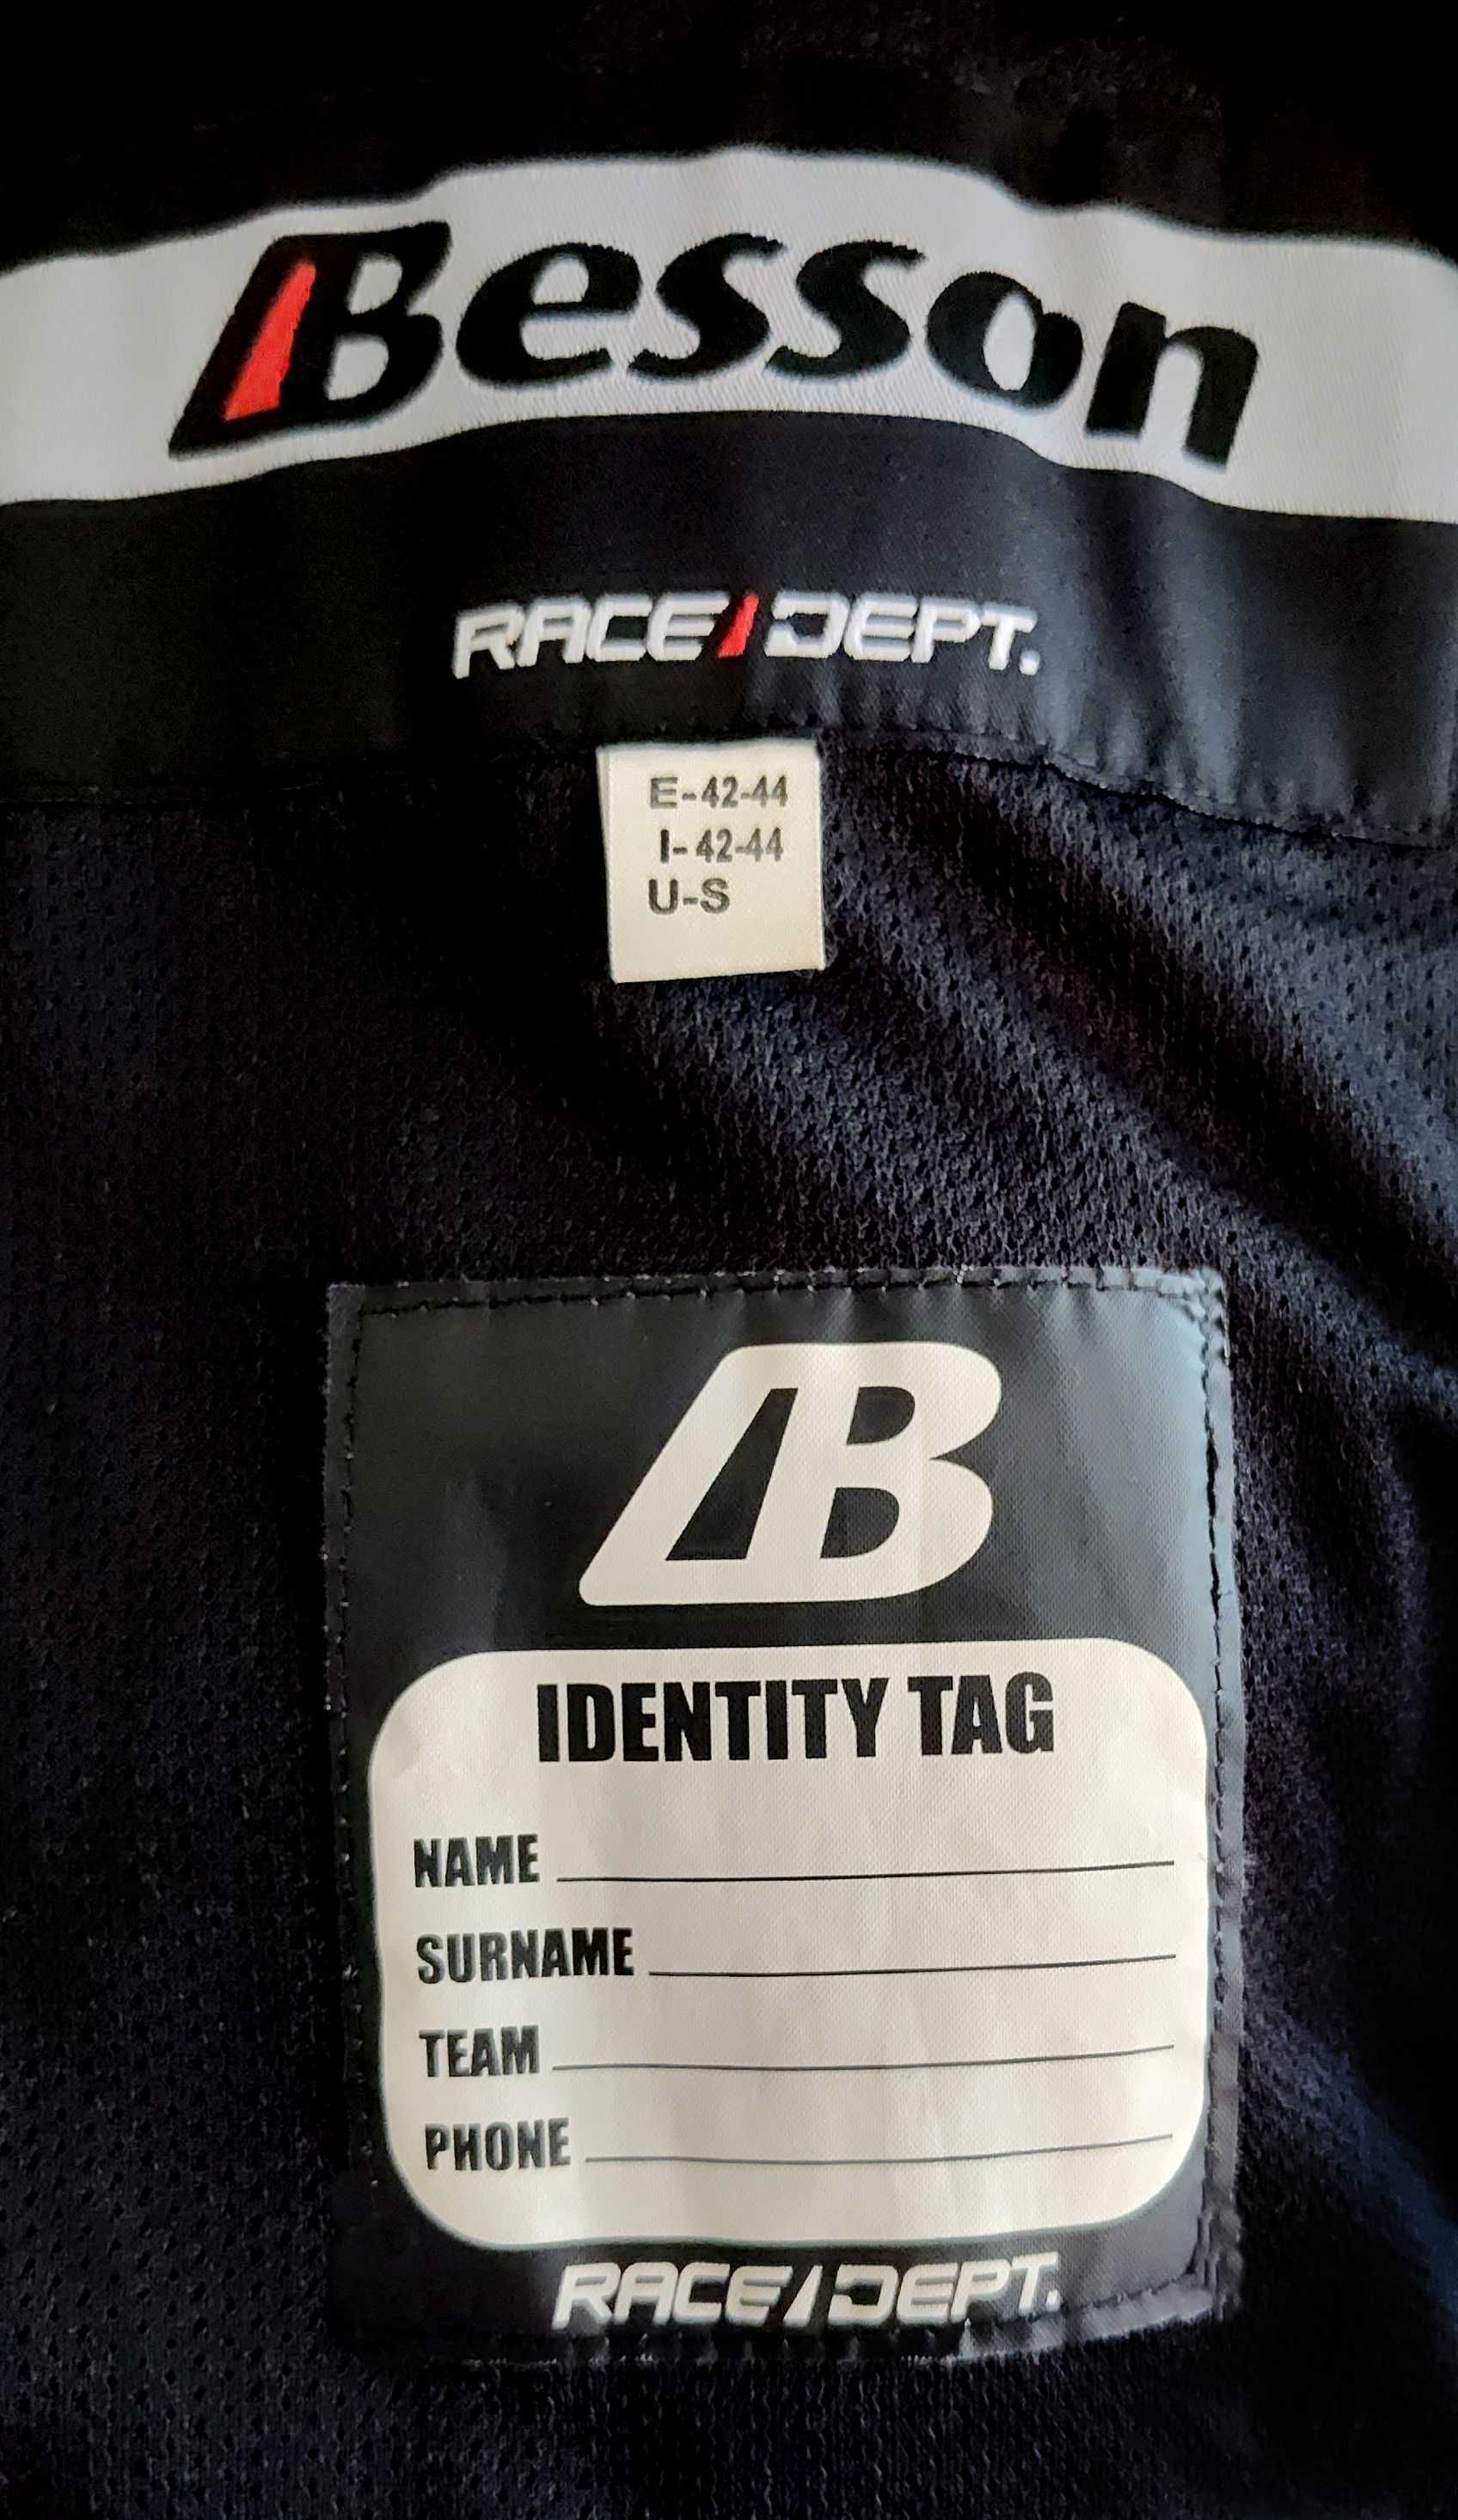 Besson
RACE/DEPT.
E-42-44
I-42-44
U-S
B
IDENTITY TAG
NAME
SURNAME
TEAM
PHONE
RACE/DEPT.